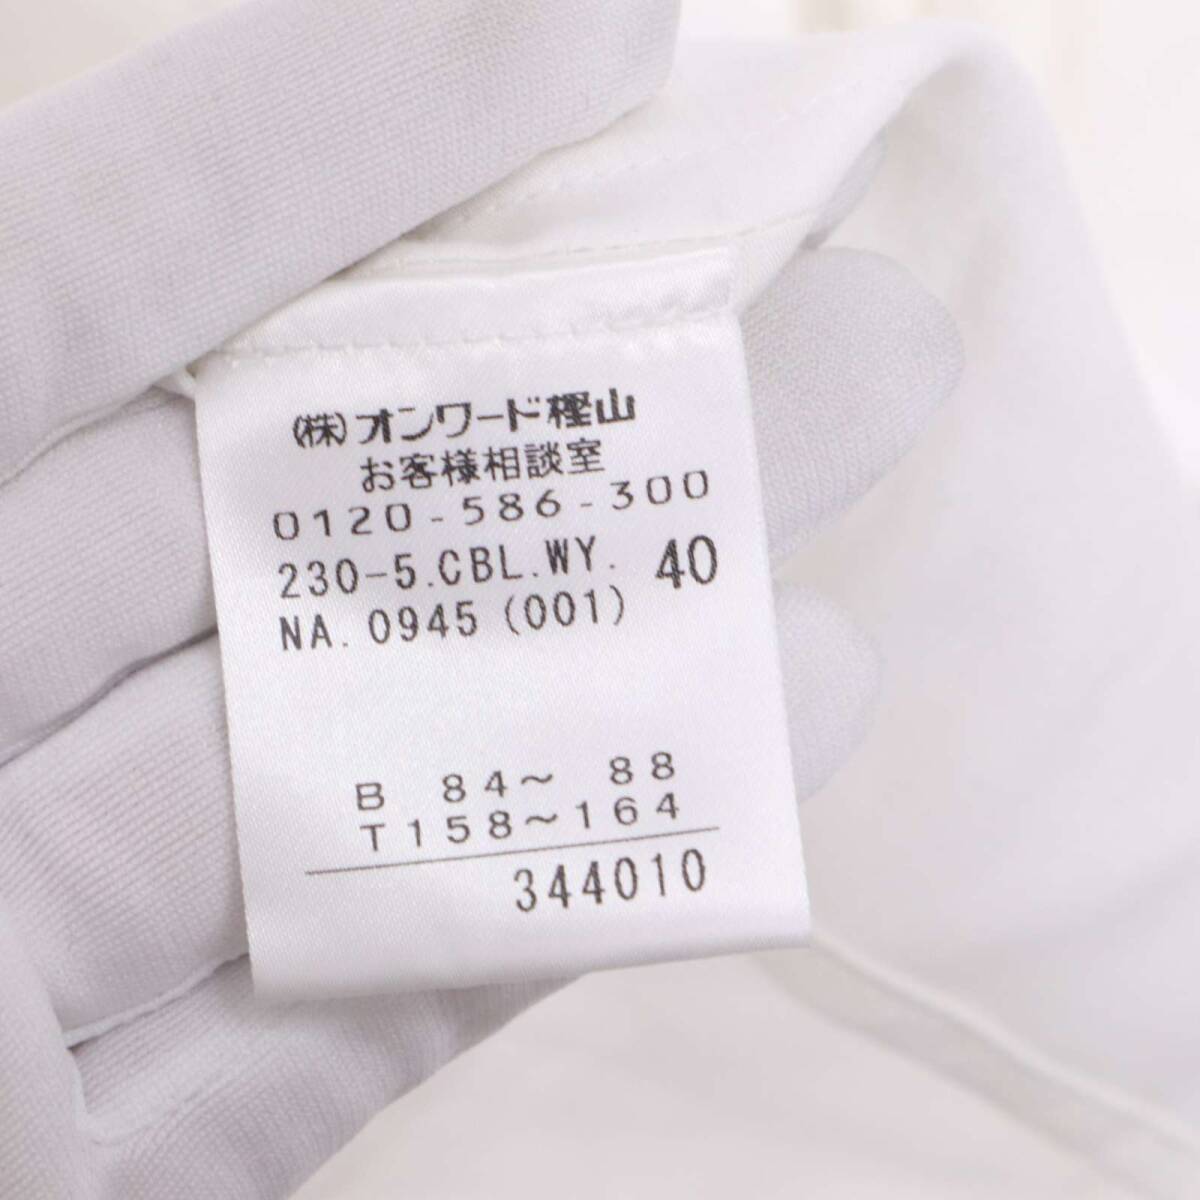 (株)オンワード樫山
お客様相談室
0120-586-300
230-5.CBL.WY. 40
NA. 0945 (001)
B 84～ 88
T158～164
344010